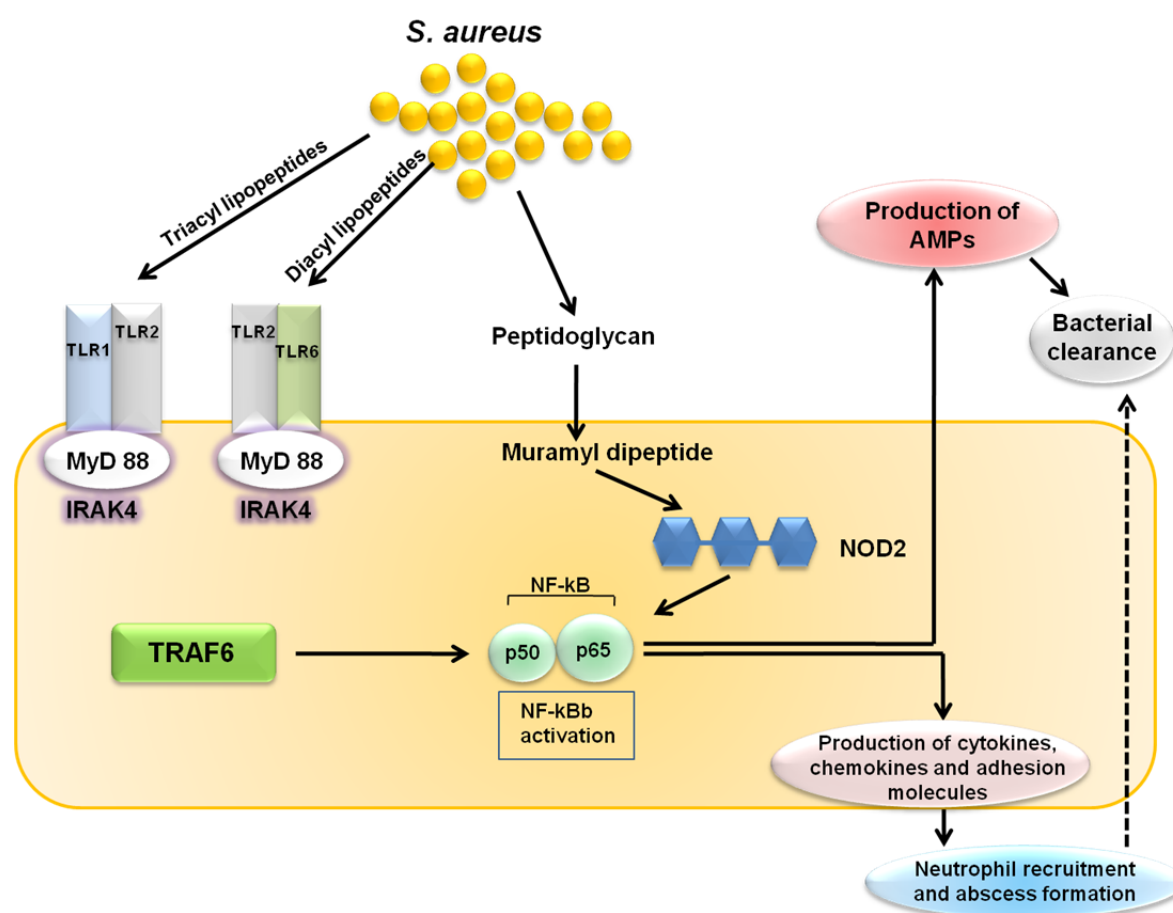 S. aureus
Triacyl lipopeptides
Diacyl lipopeptides
Production of
AMPs
Bacterial
clearance
TLR1
TLR2
TLR2
TLR6
Peptidoglycan
MyD 88
MyD 88
IRAK4
IRAK4
Muramyl dipeptide
NOD2
NF-kB
TRAF6
p50
p65
NF-kBb
activation
Production of cytokines,
chemokines and adhesion
molecules
Neutrophil recruitment
and abscess formation